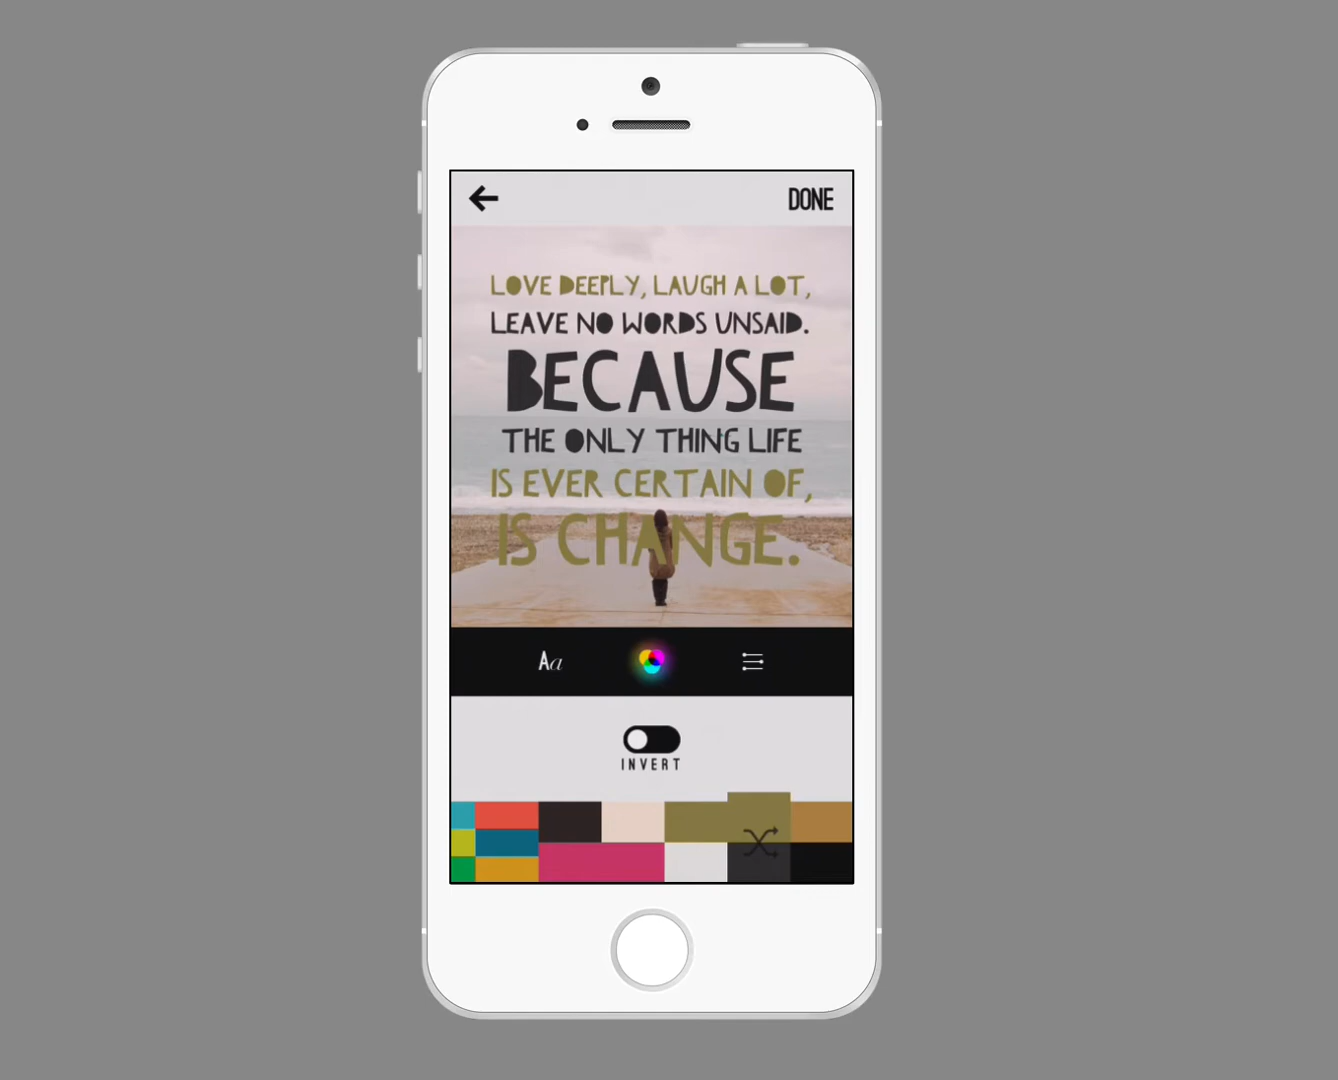 DONE
LOVE DEEPLY, LAUGH A LOT,
LEAVE NO WORDS UNSAID.
BECAUSE
THE ONLY THING LIFE
IS EVER CERTAIN OF,
IS CHANGE.
Aa
INVERT